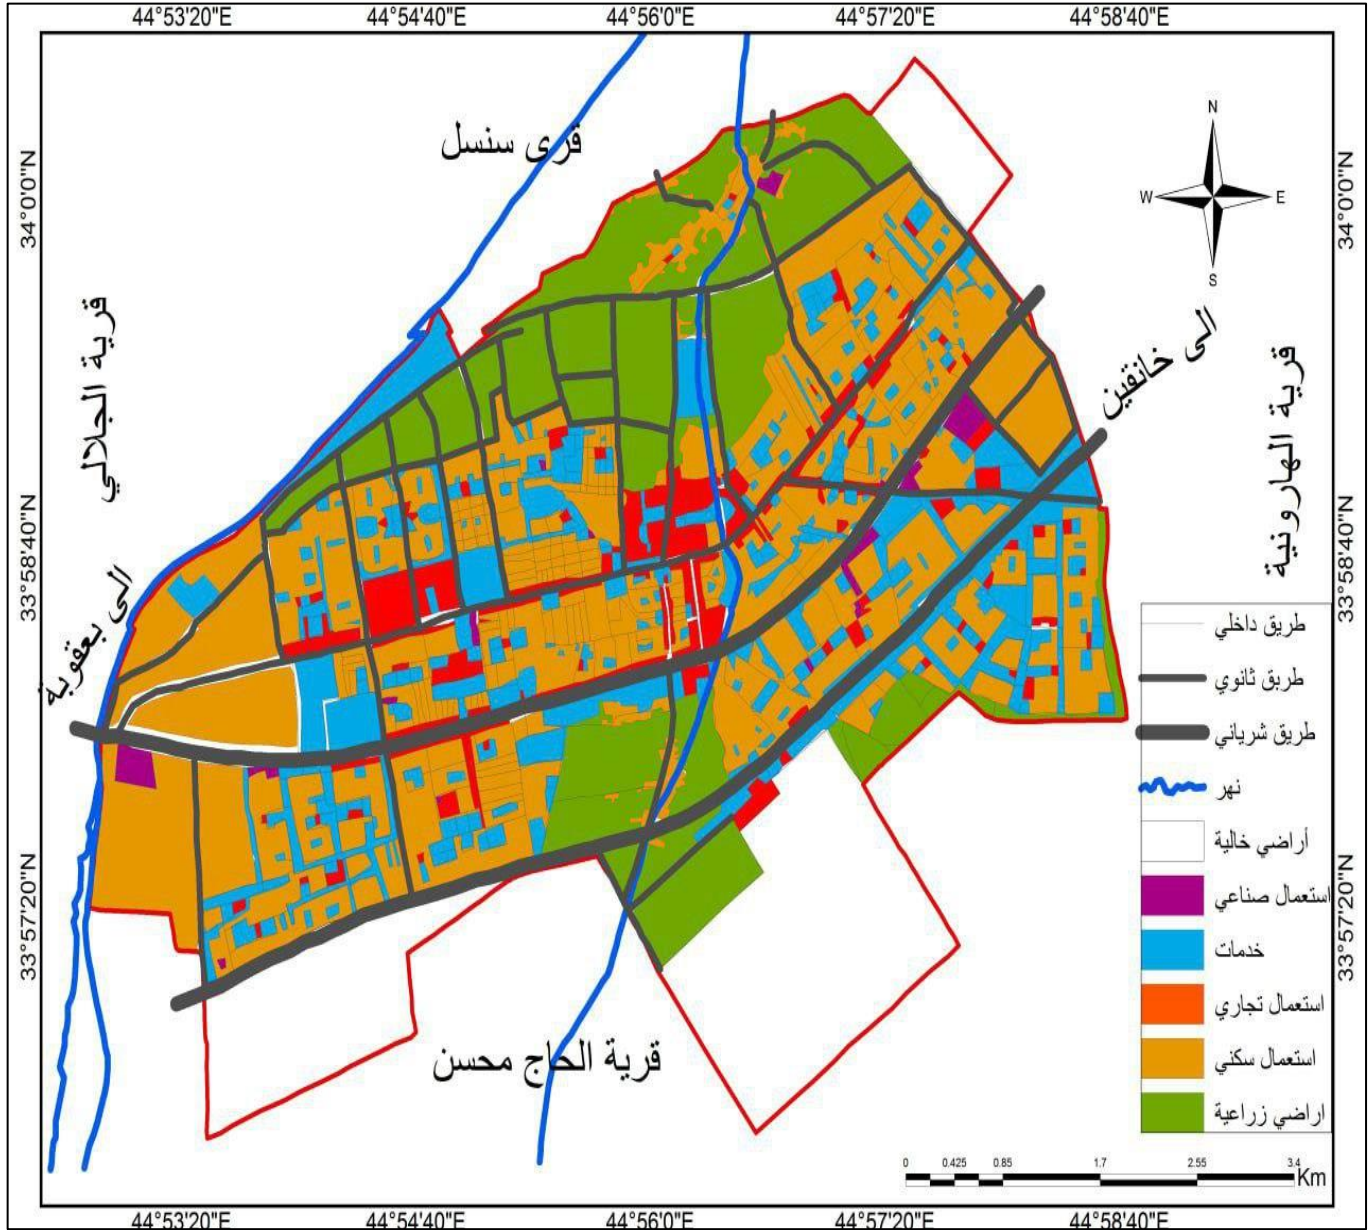 44°53'20"E 44°54'40"E 44°56'0"E 44°57'20"E 44°58'40"E
34°0'0"N
33°58'40"N
33°57'20"N
34°0'0"N
33°58'40"N
33°57'20"N
N
W E
S
قرى سنسل
قرية الجلالي
الى خانقين
قرية الهارونية
الى بعقوبة
قرية الحاج محسن
طريق داخلي
طريق ثانوي
طريق شرياني
نهر
أراضي خالية
استعمال صناعي
خدمات
استعمال تجاري
استعمال سكني
اراضي زراعية
0 0.425 0.85 1.7 2.55 3.4
Km
44°53'20"E 44°54'40"E 44°56'0"E 44°57'20"E 44°58'40"E